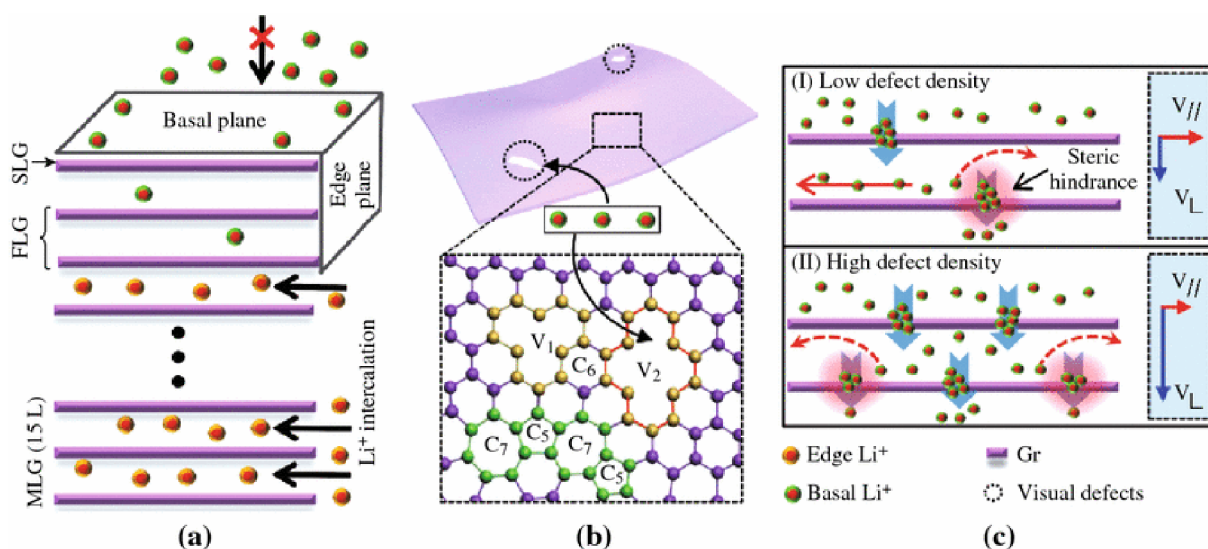 Basal plane
SLG
Edge
plane
FLG
Li⁺ intercalation
MLG (15 L)
(a)
V₁
C₆
V₂
C₇
C₅
C₇
C₅
(b)
(I) Low defect density
Steric
hindrance
V//
V∟
(II) High defect density
V//
V∟
Edge Li⁺
Gr
Basal Li⁺
Visual defects
(c)